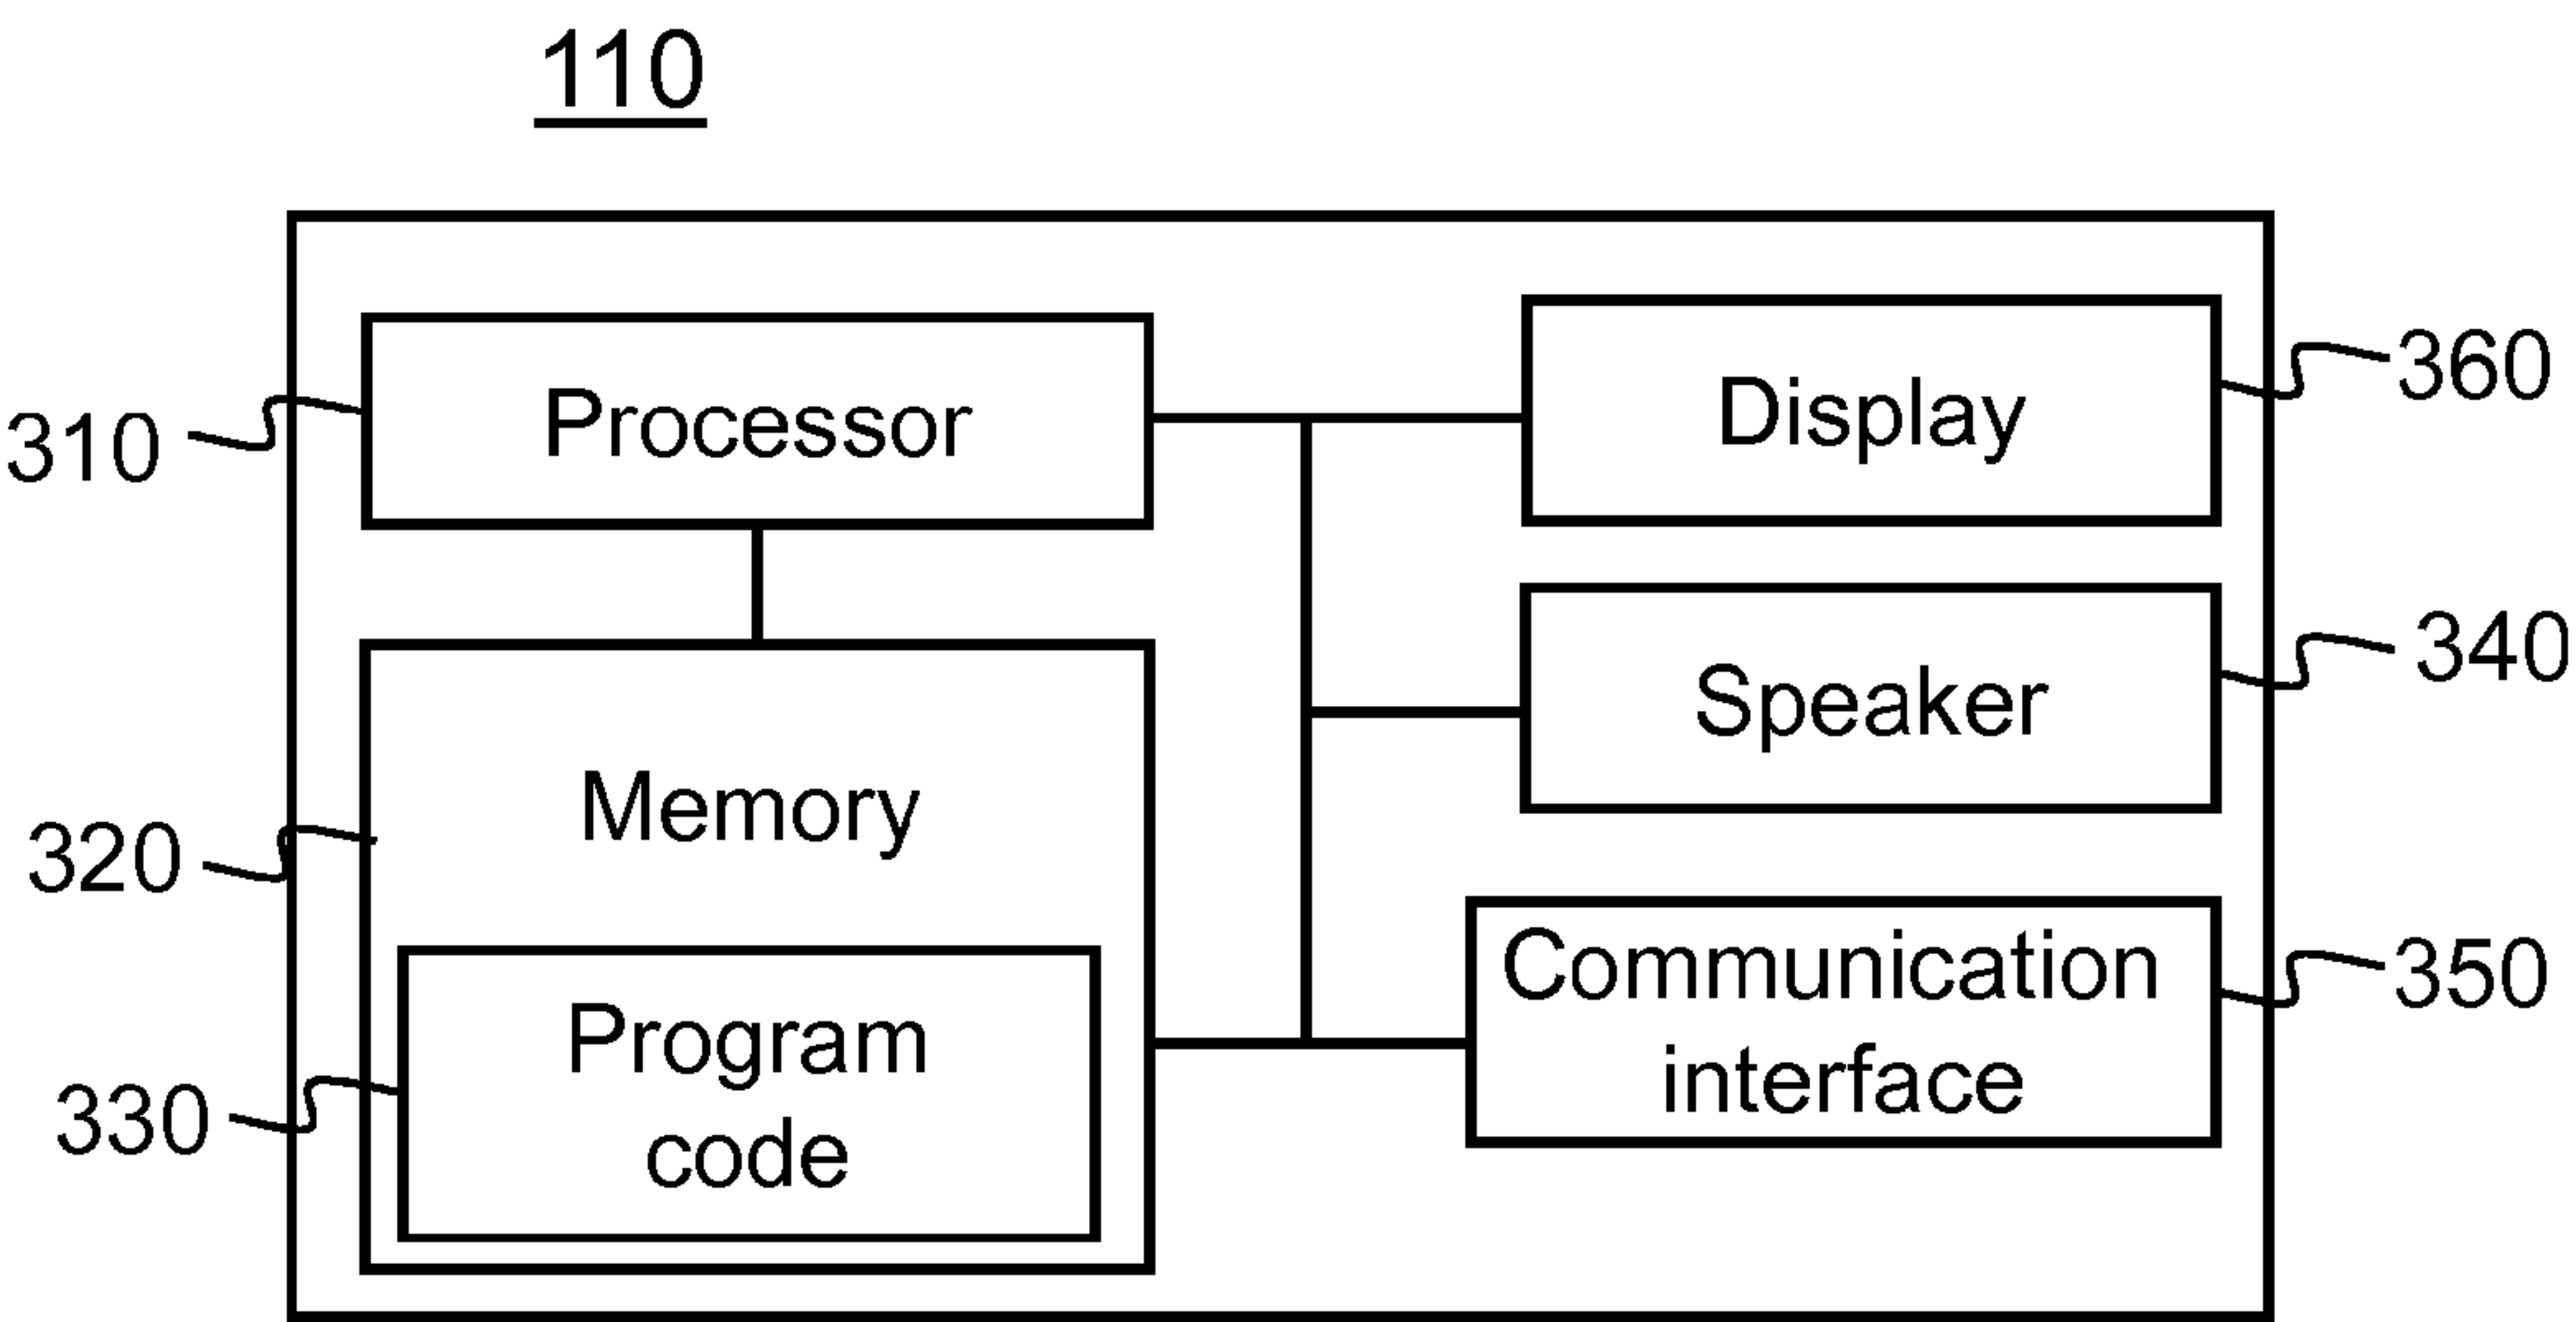 110
310
Processor
Display
360
Speaker
340
320
Memory
Communication
interface
350
330
Program
code